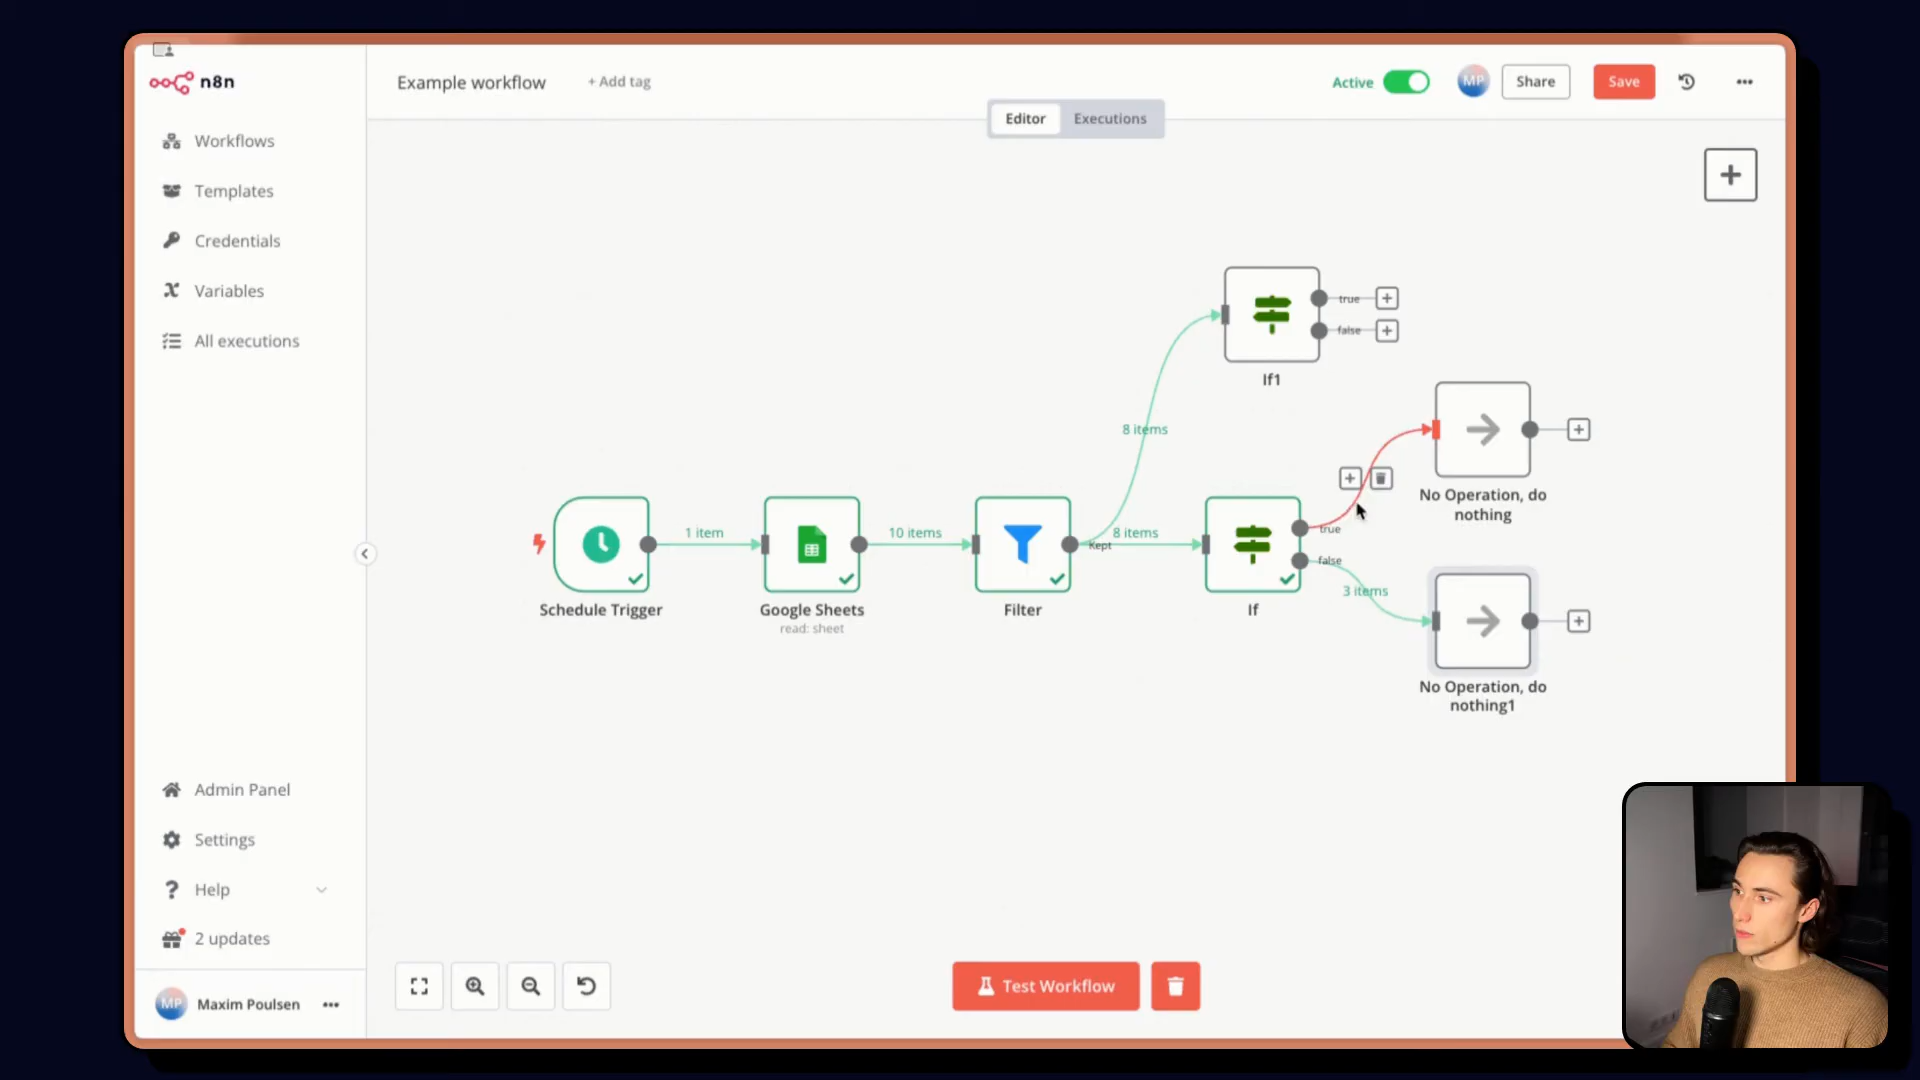 n8n
Example workflow
+ Add tag
Active
MP
Share
Save
Editor
Executions
Workflows
Templates
Credentials
Variables
All executions
true
false
If1
8 items
No Operation, do
nothing
1 item
10 items
Kept
8 items
true
false
3 items
Schedule Trigger
Google Sheets
read: sheet
Filter
If
No Operation, do
nothing1
Admin Panel
Settings
? Help
2 updates
MP
Maxim Poulsen
Test Workflow